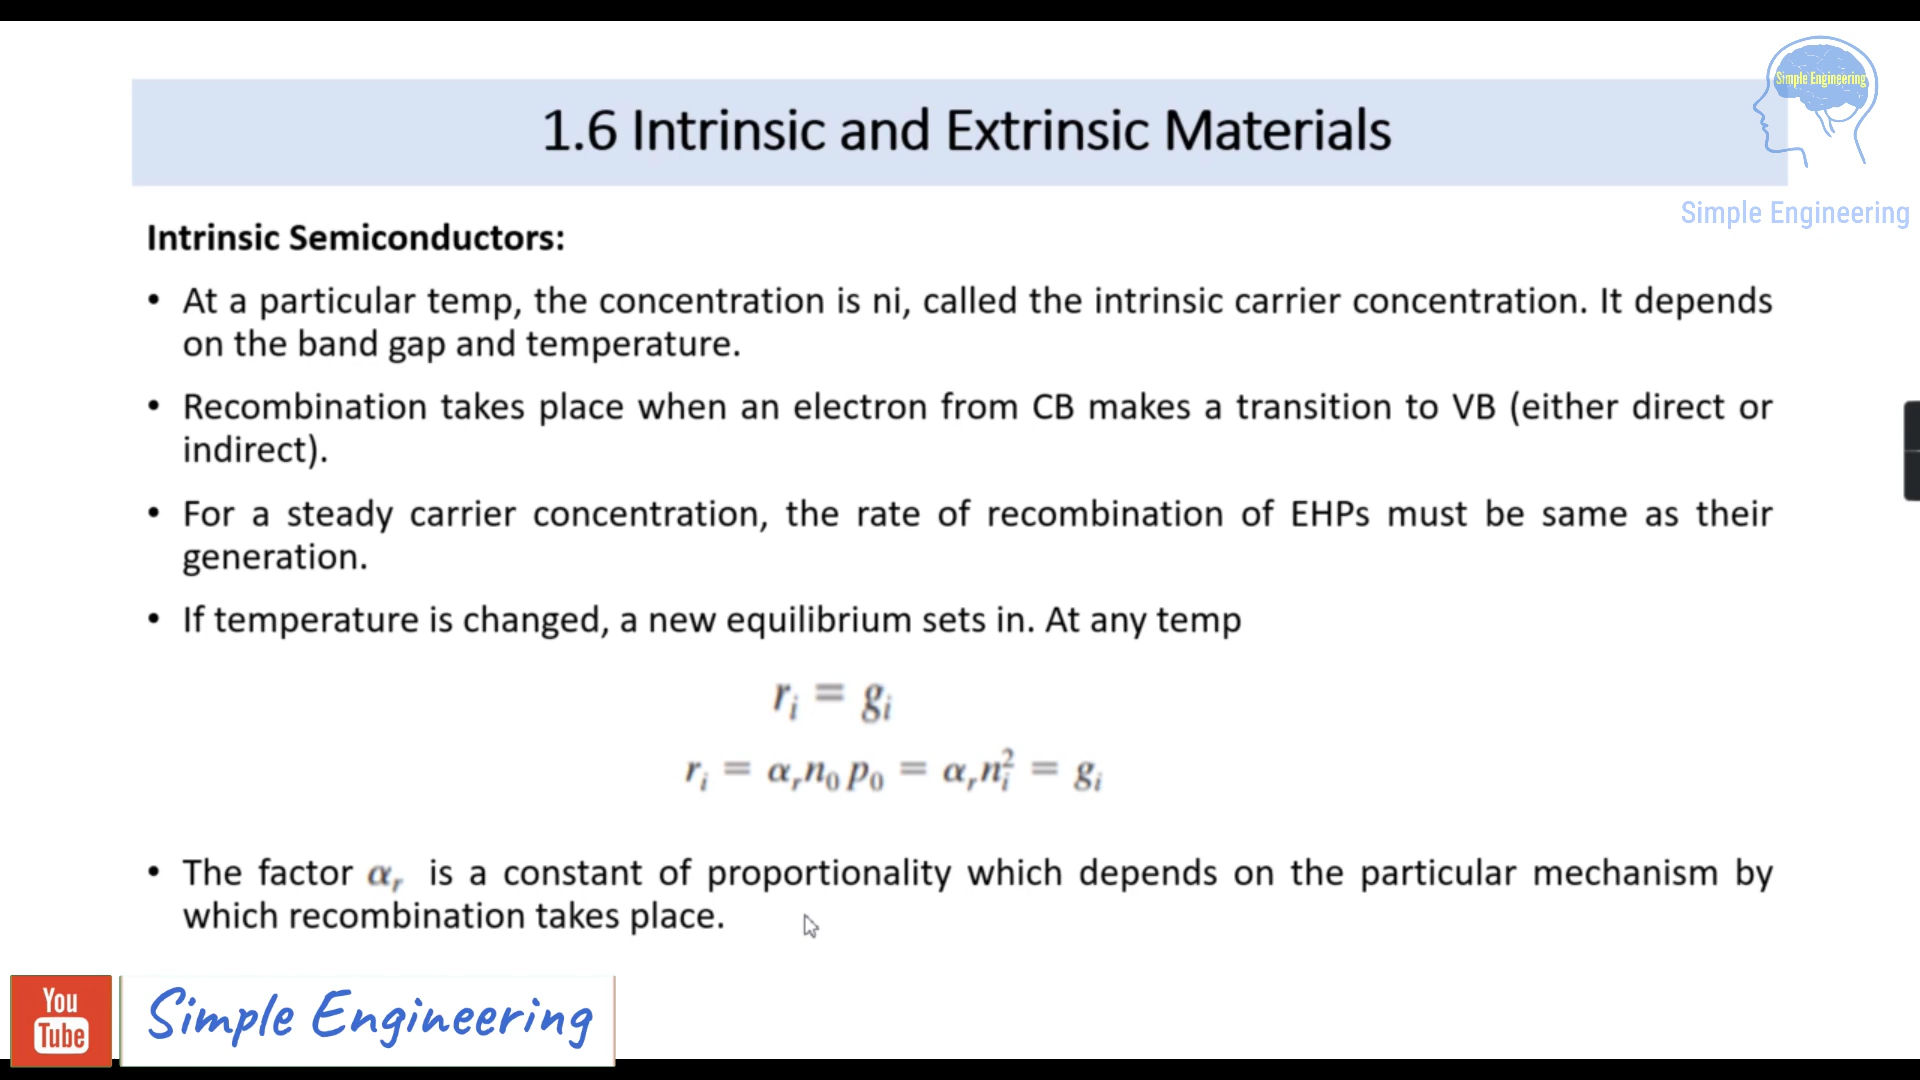 Simple Engineering
1.6 Intrinsic and Extrinsic Materials
Simple Engineering
Intrinsic Semiconductors:
• At a particular temp, the concentration is ni, called the intrinsic carrier concentration. It depends
on the band gap and temperature.
• Recombination takes place when an electron from CB makes a transition to VB (either direct or
indirect).
• For a steady carrier concentration, the rate of recombination of EHPs must be same as their
generation.
• If temperature is changed, a new equilibrium sets in. At any temp
rᵢ = gᵢ
rᵢ = αᵣn₀p₀ = αᵣnᵢ² = gᵢ
• The factor αᵣ is a constant of proportionality which depends on the particular mechanism by
which recombination takes place.
You
Tube
Simple Engineering